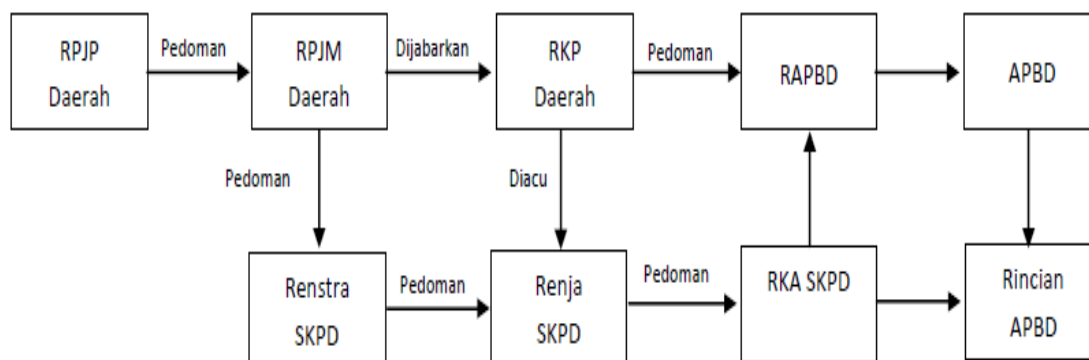 RPJP
Daerah
Pedoman
RPJM
Daerah
Dijabarkan
RKP
Daerah
Pedoman
RAPBD
APBD
Pedoman
Diacu
Renstra
SKPD
Pedoman
Renja
SKPD
Pedoman
RKA SKPD
Rincian
APBD